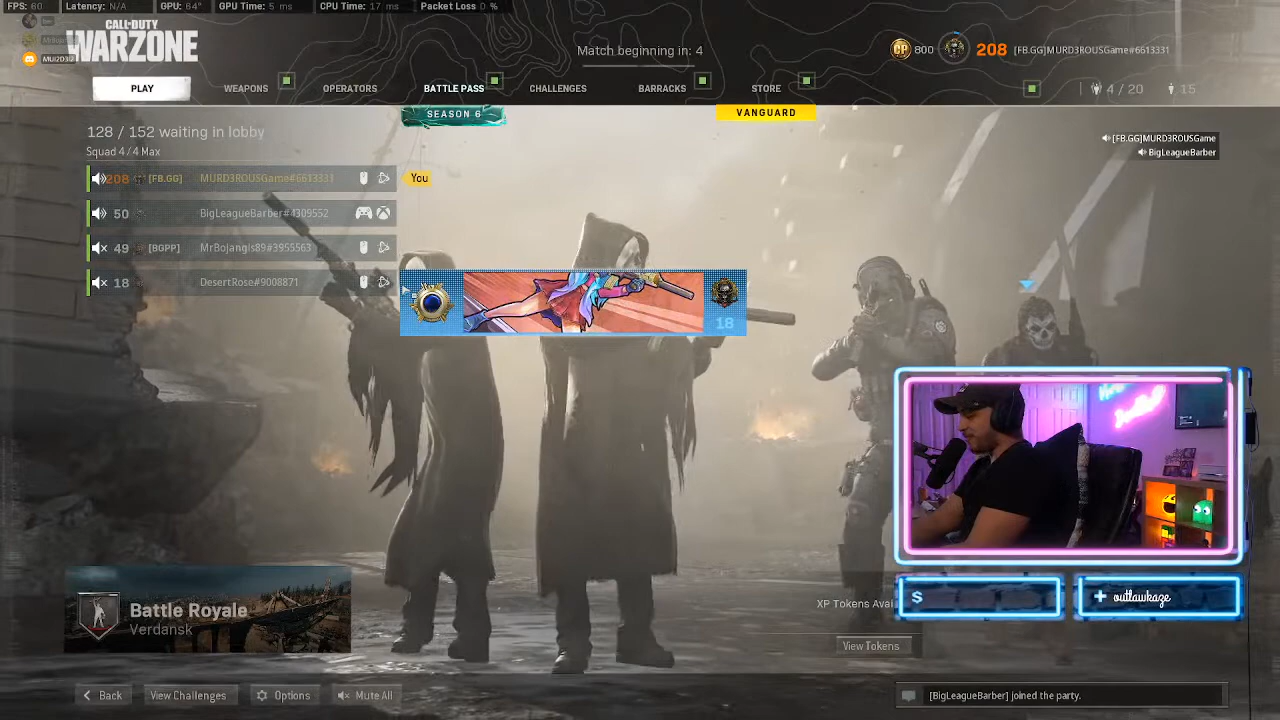 FPS: 60 Latency: N/A GPU: 64° GPU Time: 5 ms CPU Time: 17 ms Packet Loss 0 %
CALL•DUTY
WARZONE
Match beginning in: 4
CP 800 208 [FB.GG]MURD3ROUSGame#6613331
PLAY WEAPONS OPERATORS BATTLE PASS CHALLENGES BARRACKS STORE 4 / 20 15
SEASON 6 VANGUARD
128 / 152 waiting in lobby
Squad 4 / 4 Max
[FB.GG]MURD3ROUSGame
BigLeagueBarber
208 [FB.GG] MURD3ROUSGame#6613331 You
50 BigLeagueBarber#4309552
49 [BGPP] MrBojangls89#3955563
18 DesertRose#9008871
18
$ + outlawkaze
XP Tokens Avai
Battle Royale
Verdansk
View Tokens
Back View Challenges Options Mute All
[BigLeagueBarber] joined the party.